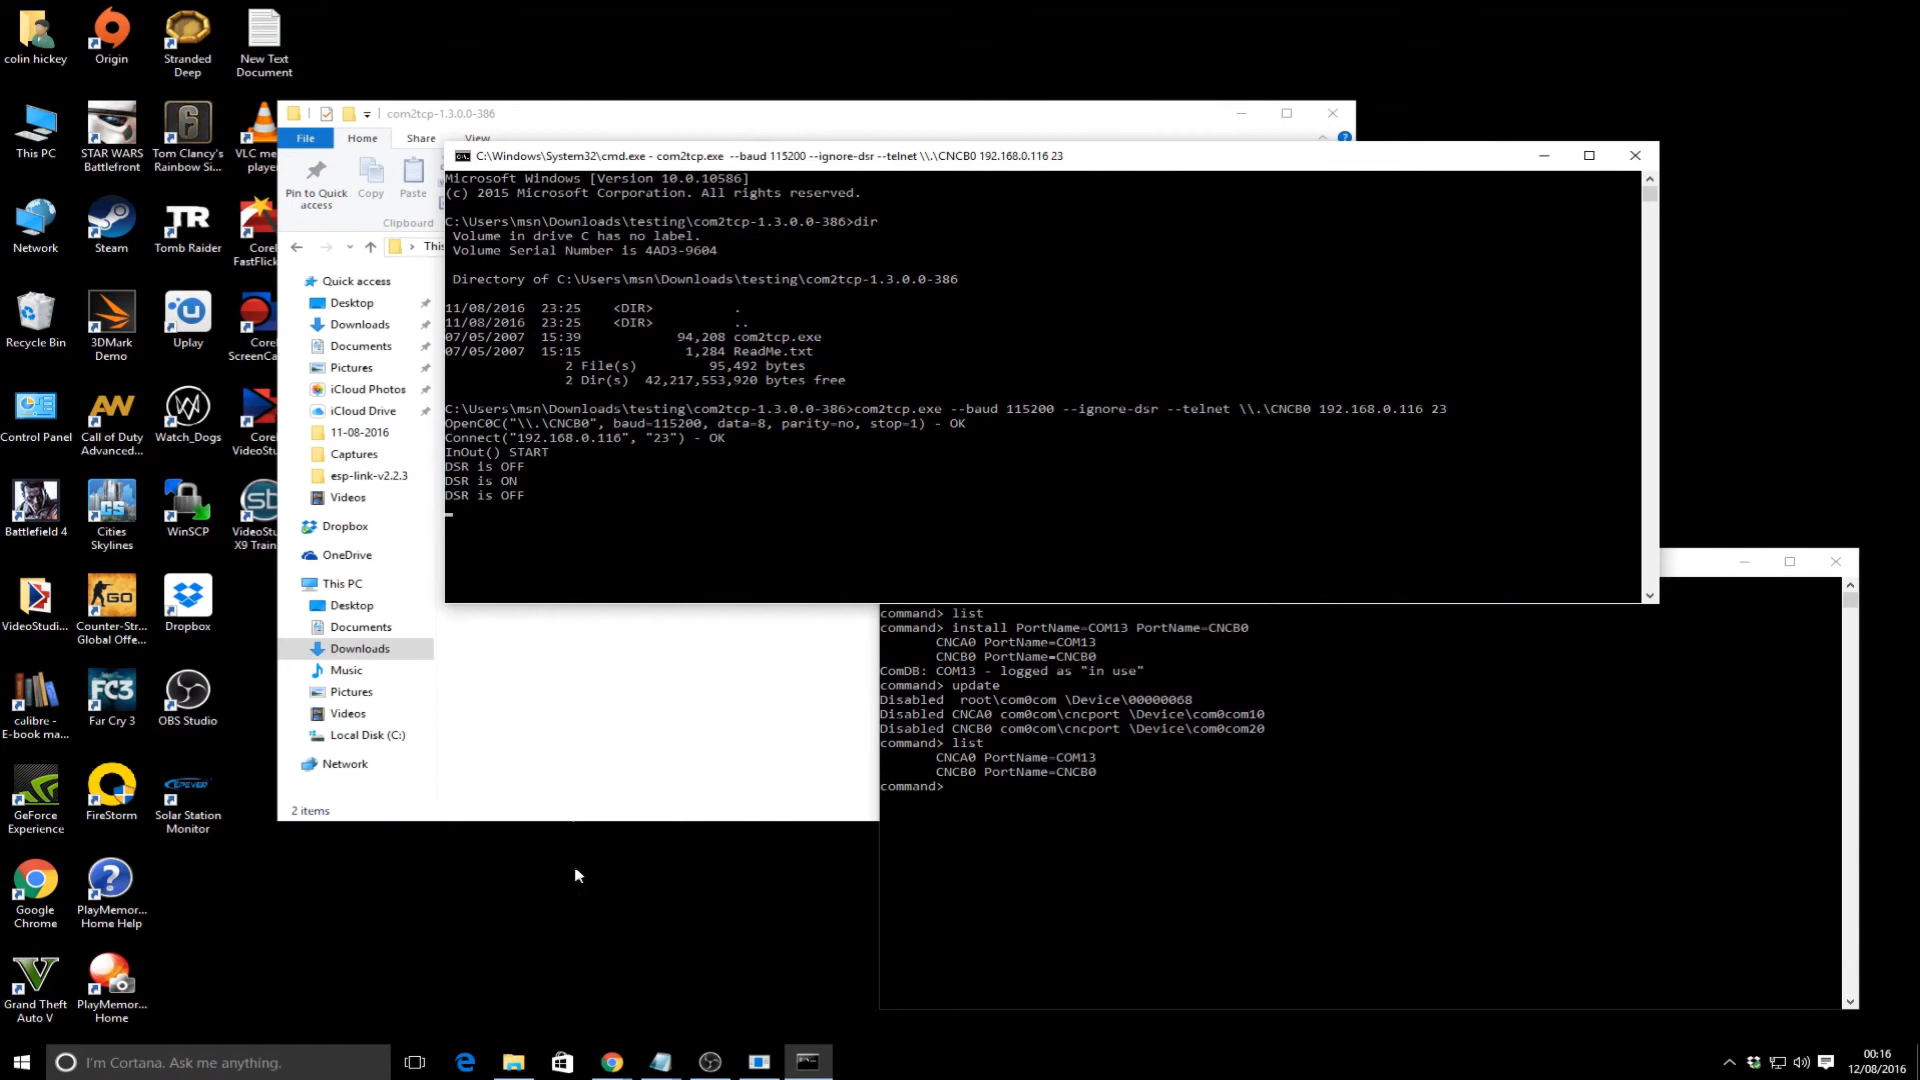 colin hickey
Origin
Stranded
Deep
New Text
Document
This PC
STAR WARS
Battlefront
Tom Clancy's
Rainbow Si...
VLC me
player
Network
Steam
Tomb Raider
Corel
FastFlick
Recycle Bin
3DMark
Demo
Uplay
Corel
ScreenCa
Control Panel
Call of Duty
Advanced...
Watch_Dogs
Corel
VideoStu
Battlefield 4
Cities
Skylines
WinSCP
VideoStu
X9 Train
VideoStudi...
Counter-Str...
Global Offe...
Dropbox
calibre -
E-book ma...
Far Cry 3
OBS Studio
GeForce
Experience
FireStorm
Solar Station
Monitor
Google
Chrome
PlayMemor...
Home Help
Grand Theft
Auto V
PlayMemor...
Home
com2tcp-1.3.0.0-386
File
Home
Share
View
Pin to Quick
access
Copy
Paste
Clipboard
This
Quick access
Desktop
Downloads
Documents
Pictures
iCloud Photos
iCloud Drive
11-08-2016
Captures
esp-link-v2.2.3
Videos
Dropbox
OneDrive
This PC
Desktop
Documents
Downloads
Music
Pictures
Videos
Local Disk (C:)
Network
2 items
C:\Windows\System32\cmd.exe - com2tcp.exe --baud 115200 --ignore-dsr --telnet \\.\CNCB0 192.168.0.116 23
Microsoft Windows [Version 10.0.10586]
(c) 2015 Microsoft Corporation. All rights reserved.
C:\Users\msn\Downloads\testing\com2tcp-1.3.0.0-386>dir
Volume in drive C has no label.
Volume Serial Number is 4AD3-9604
Directory of C:\Users\msn\Downloads\testing\com2tcp-1.3.0.0-386
11/08/2016 23:25 <DIR> .
11/08/2016 23:25 <DIR> ..
07/05/2007 15:39 94,208 com2tcp.exe
07/05/2007 15:15 1,284 ReadMe.txt
2 File(s) 95,492 bytes
2 Dir(s) 42,217,553,920 bytes free
C:\Users\msn\Downloads\testing\com2tcp-1.3.0.0-386>com2tcp.exe --baud 115200 --ignore-dsr --telnet \\.\CNCB0 192.168.0.116 23
OpenC0C("\\.\CNCB0", baud=115200, data=8, parity=no, stop=1) - OK
Connect("192.168.0.116", "23") - OK
InOut() START
DSR is OFF
DSR is ON
DSR is OFF
command> list
command> install PortName=COM13 PortName=CNCB0
CNCA0 PortName=COM13
CNCB0 PortName=CNCB0
ComDB: COM13 - logged as "in use"
command> update
Disabled root\com0com \Device\00000068
Disabled CNCA0 com0com\cncport \Device\com0com10
Disabled CNCB0 com0com\cncport \Device\com0com20
command> list
CNCA0 PortName=COM13
CNCB0 PortName=CNCB0
command>
I'm Cortana. Ask me anything.
00:16
12/08/2016